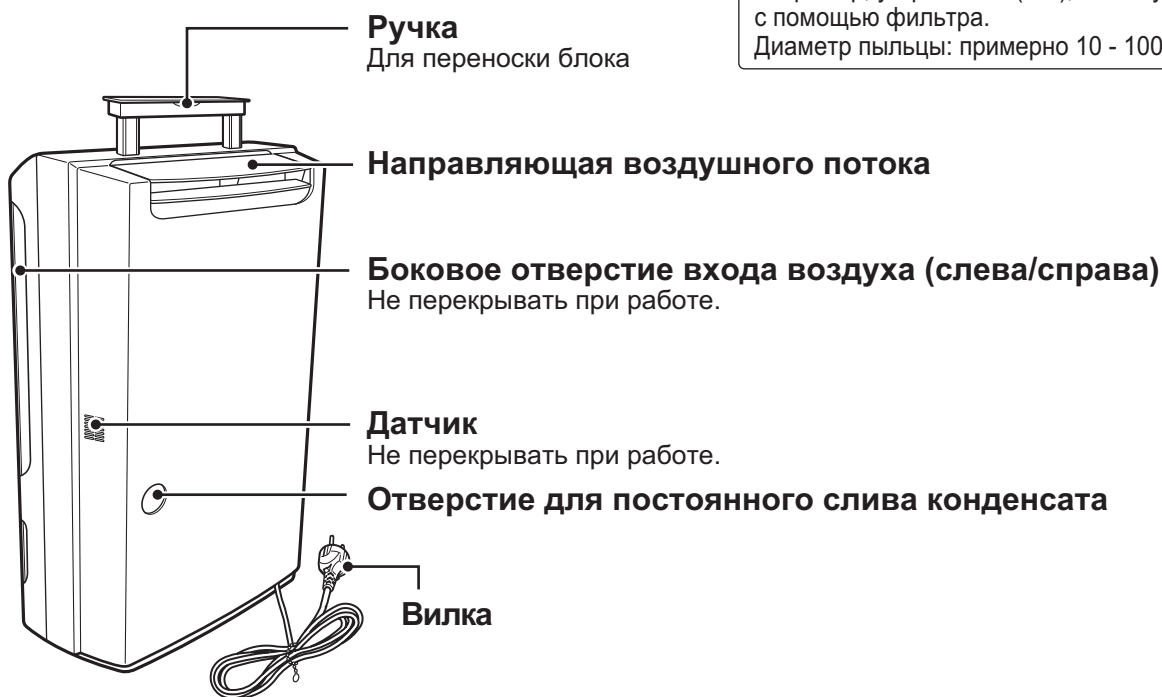 с помощью фильтра.
Диаметр пыльцы: примерно 10 - 100
Ручка
Для переноски блока
Направляющая воздушного потока
Боковое отверстие входа воздуха (слева/справа)
Не перекрывать при работе.
Датчик
Не перекрывать при работе.
Отверстие для постоянного слива конденсата
Вилка